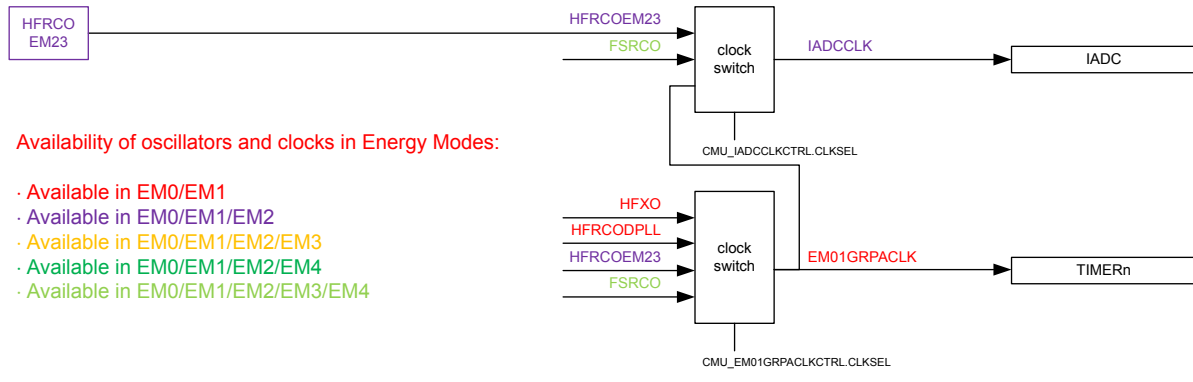 HFRCO
EM23
HFRCOEM23
FSRCO
clock
switch
IADCCLK
IADC
CMU_IADCCLKCTRL.CLKSEL
Availability of oscillators and clocks in Energy Modes:
· Available in EM0/EM1
· Available in EM0/EM1/EM2
· Available in EM0/EM1/EM2/EM3
· Available in EM0/EM1/EM2/EM4
· Available in EM0/EM1/EM2/EM3/EM4
HFXO
HFRCODPLL
HFRCOEM23
FSRCO
clock
switch
EM01GRPACLK
TIMERn
CMU_EM01GRPACLKCTRL.CLKSEL